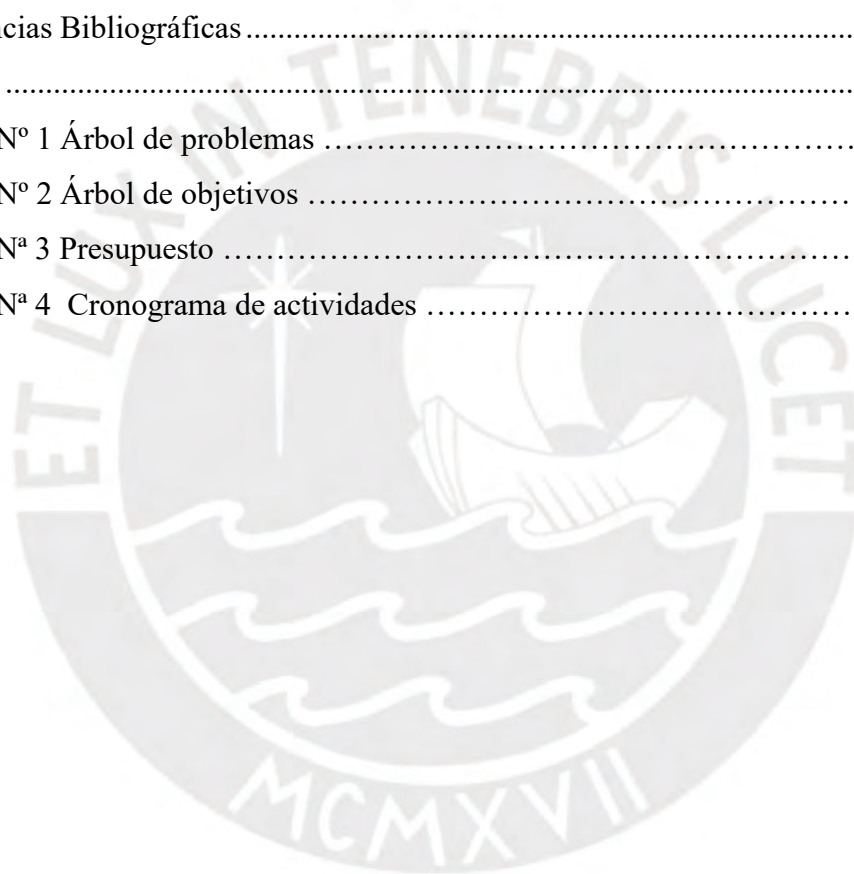 cias Bibliográficas...............................................................................
...............................................................................................................
Nº 1 Árbol de problemas ……………………………………………
Nº 2 Árbol de objetivos ………………………………………………
Nª 3 Presupuesto ………………………………………………………
Nª 4  Cronograma de actividades ……………………………………
ET LUX IN TENEBRIS LUCET
MCMXVII